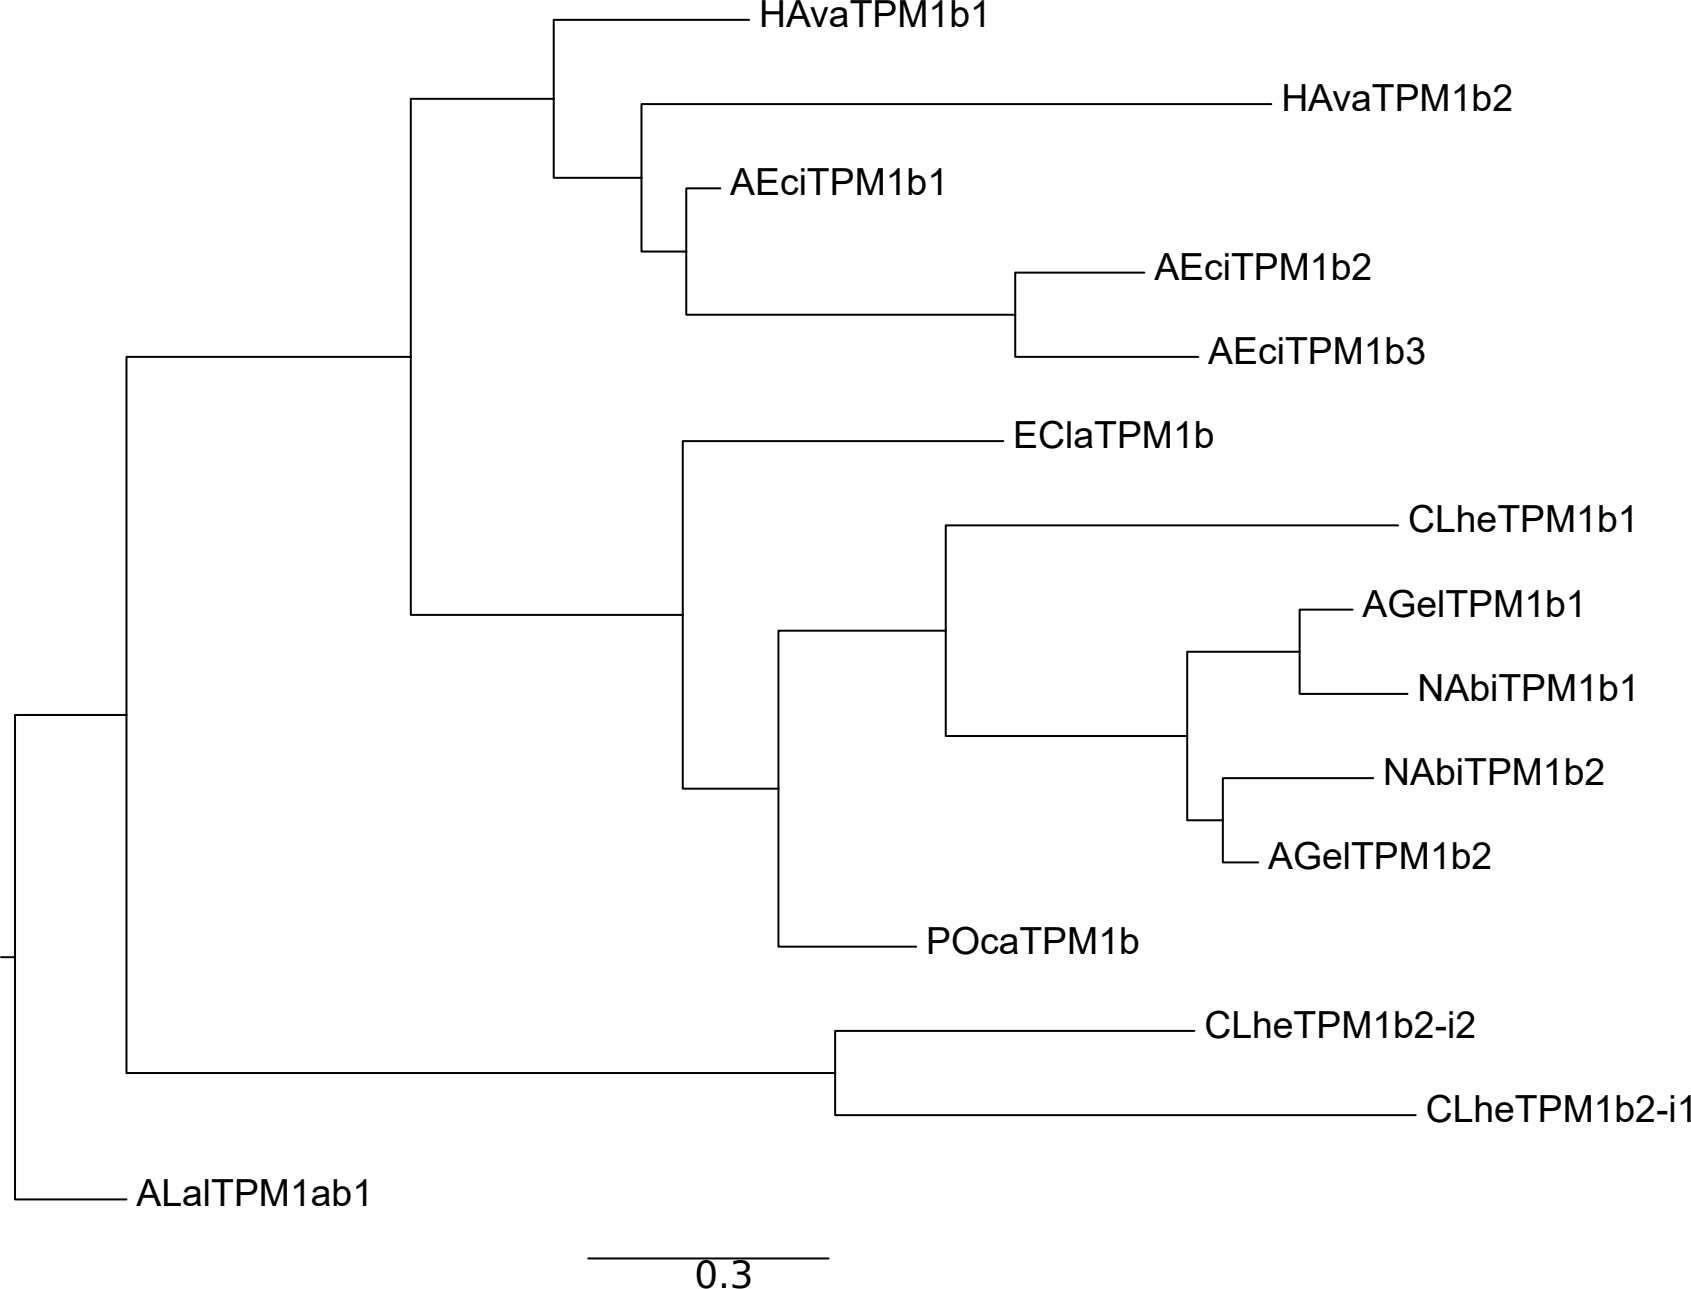 HAvaTPM1b1
HAvaTPM1b2
AEciTPM1b1
AEciTPM1b2
AEciTPM1b3
EClaTPM1b
CLheTPM1b1
AGelTPM1b1
NAbiTPM1b1
NAbiTPM1b2
AGelTPM1b2
POcaTPM1b
CLheTPM1b2-i2
CLheTPM1b2-i1
ALalTPM1ab1
0.3